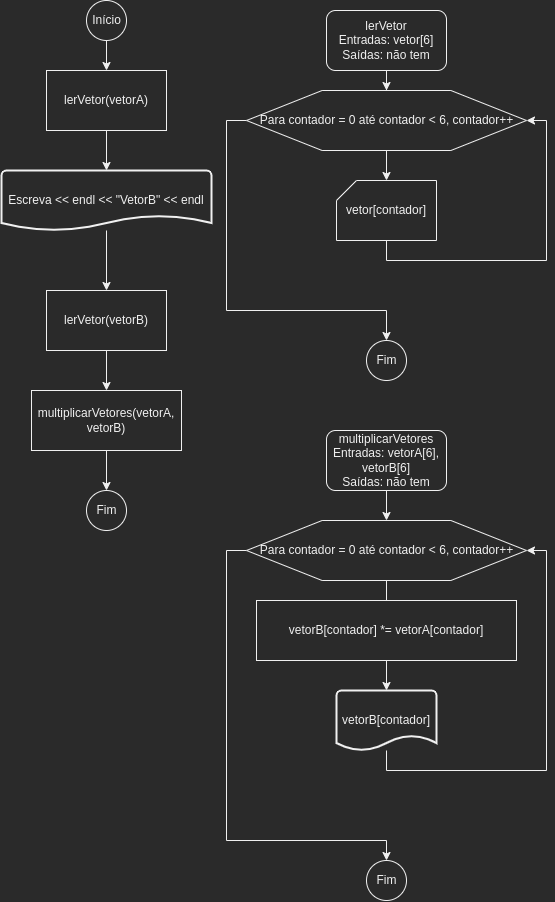 Início
lerVetor(vetorA)
Escreva << endl << "VetorB" << endl
lerVetor(vetorB)
multiplicarVetores(vetorA,
vetorB)
Fim
lerVetor
Entradas: vetor[6]
Saídas: não tem
Para contador = 0 até contador < 6, contador++
vetor[contador]
Fim
multiplicarVetores
Entradas: vetorA[6],
vetorB[6]
Saídas: não tem
Para contador = 0 até contador < 6, contador++
vetorB[contador] *= vetorA[contador]
vetorB[contador]
Fim